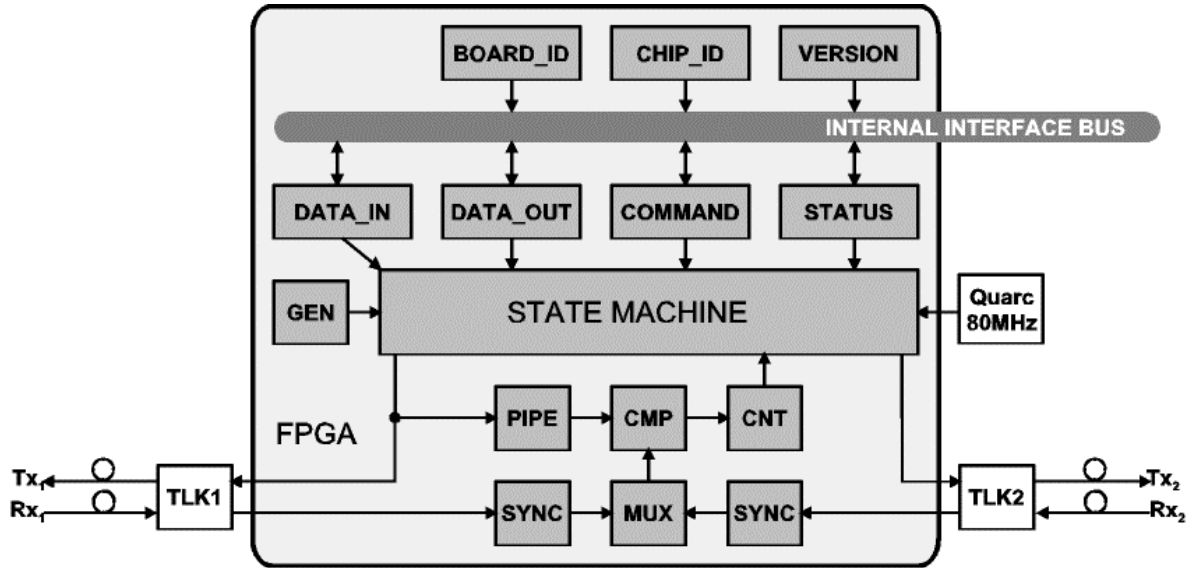 BOARD_ID CHIP_ID VERSION
INTERNAL INTERFACE BUS
DATA_IN DATA_OUT COMMAND STATUS
GEN STATE MACHINE Quarc
80MHz
PIPE CMP CNT
FPGA
Tx1 TLK1 TLK2 Tx2
Rx1 SYNC MUX SYNC Rx2